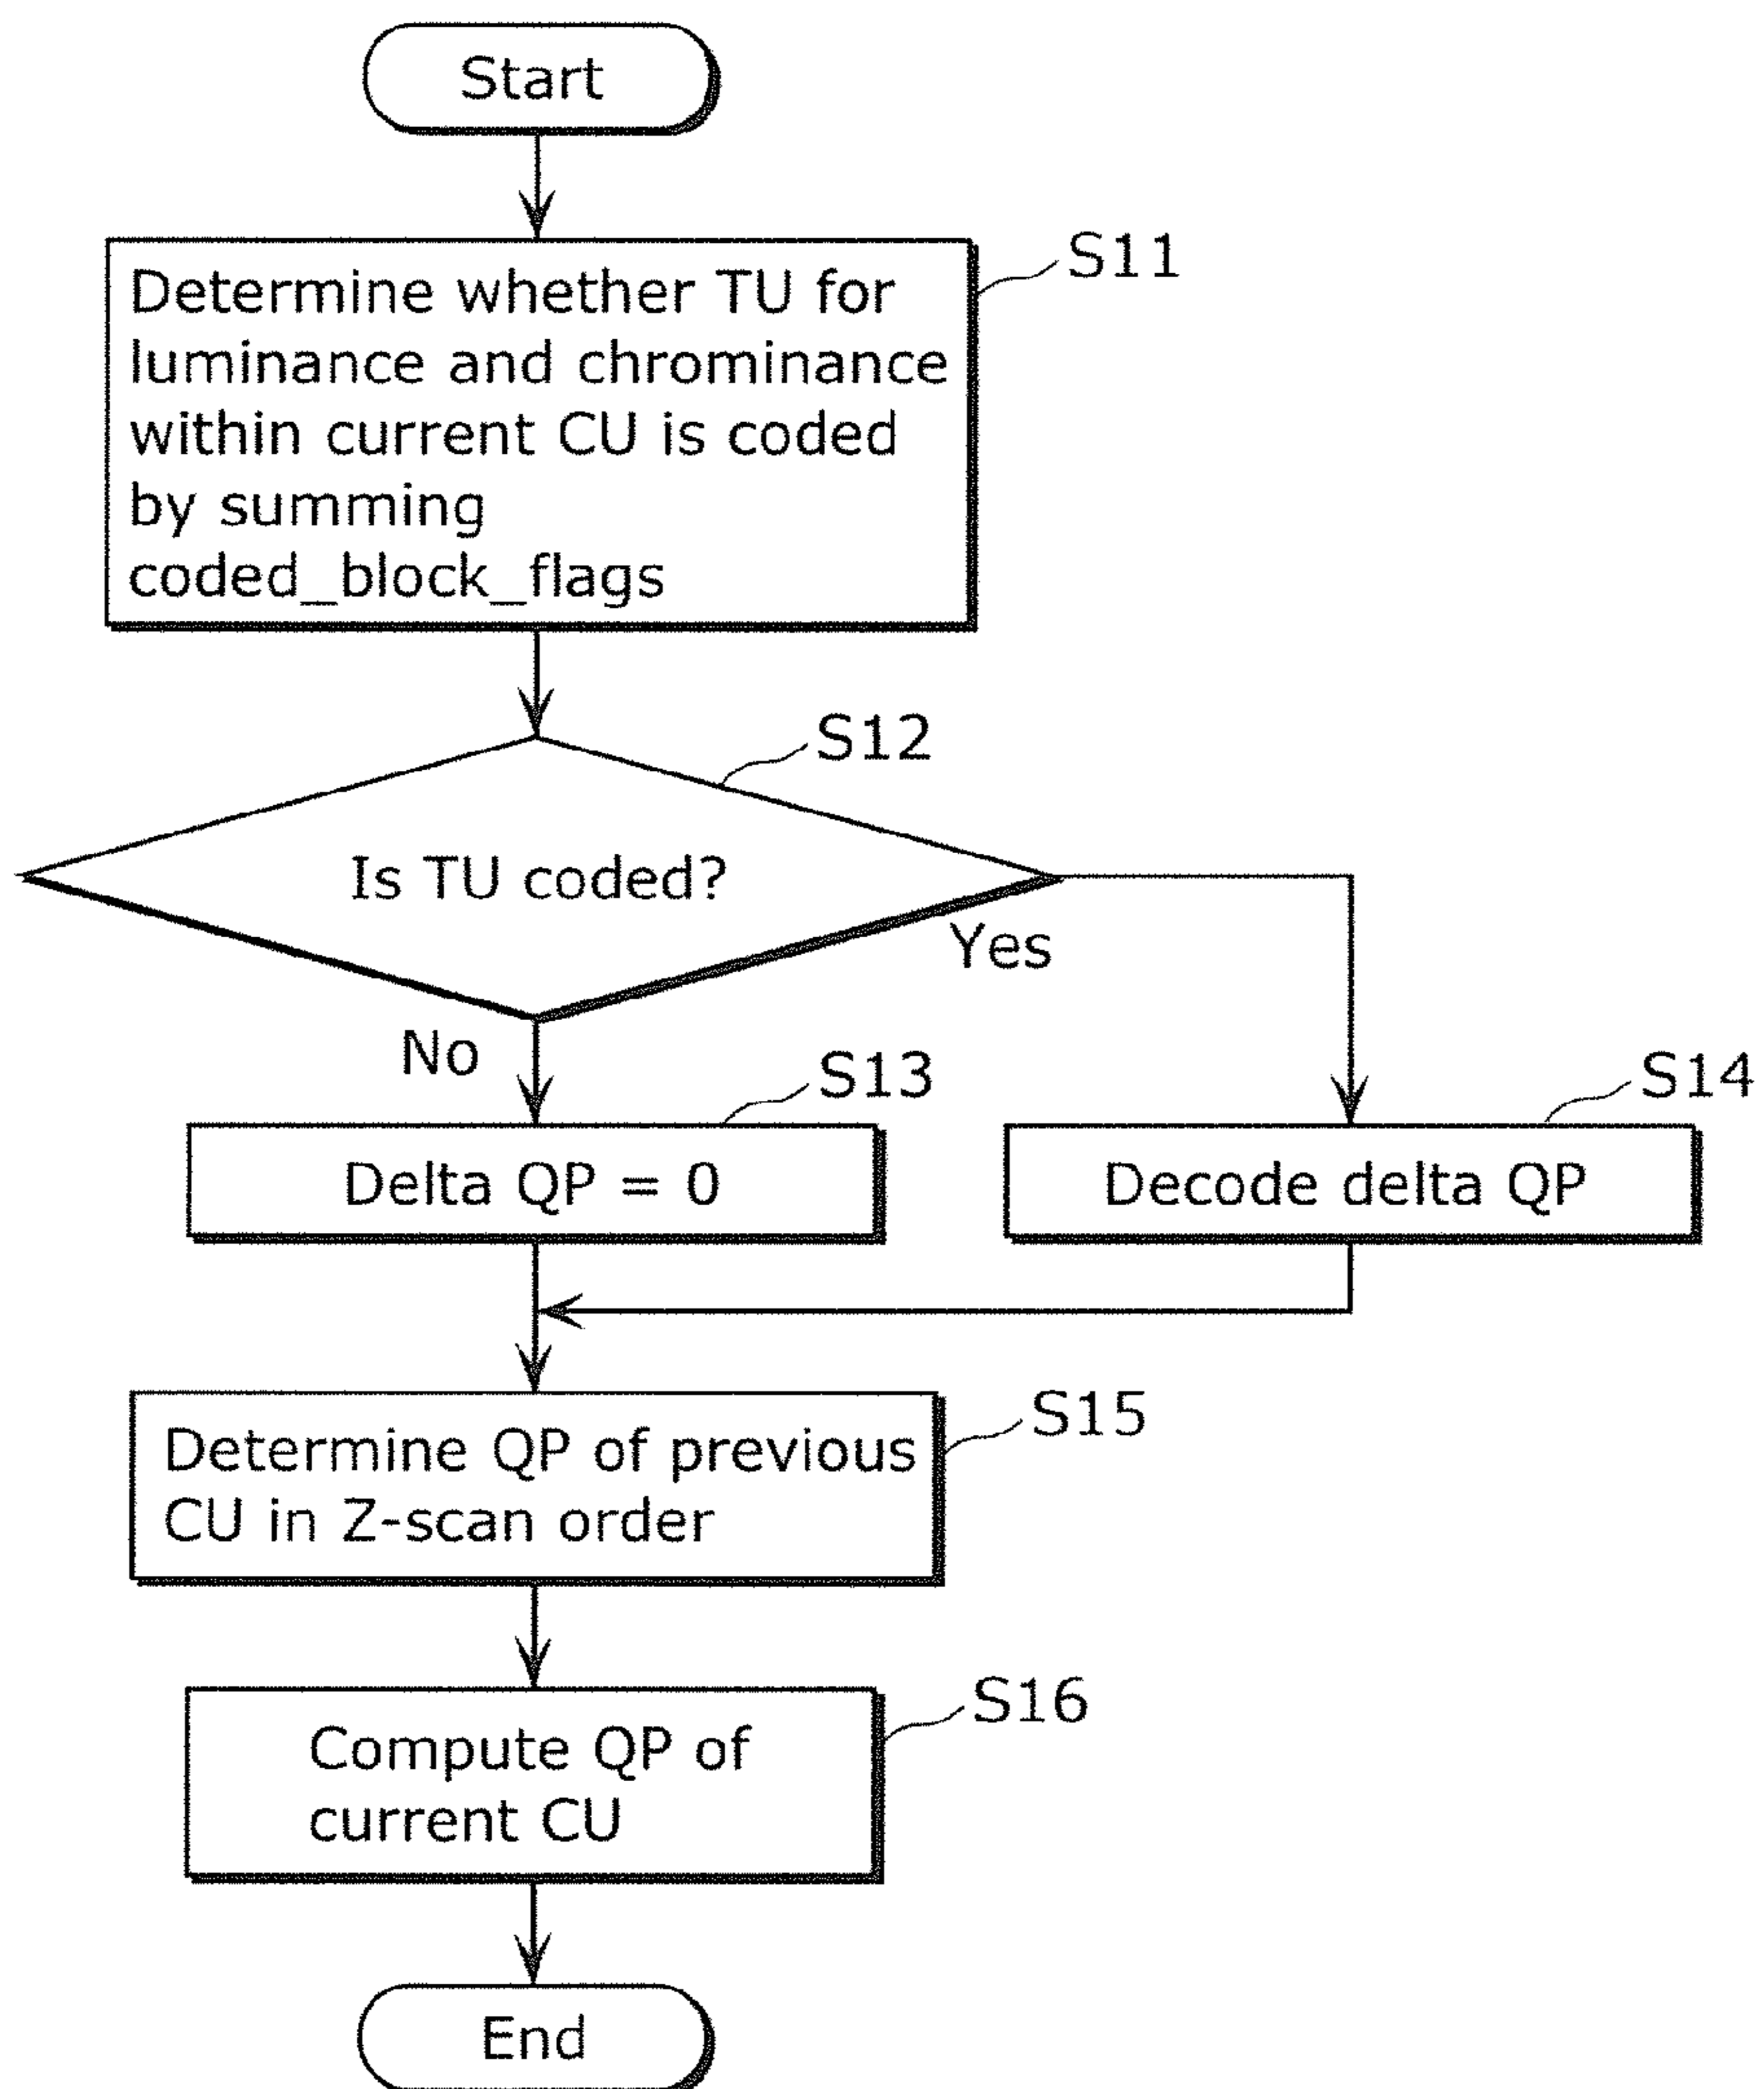 Start
S11
Determine whether TU for
luminance and chrominance
within current CU is coded
by summing
coded_block_flags
S12
Is TU coded?
Yes
No
S13
S14
Delta QP = 0
Decode delta QP
S15
Determine QP of previous
CU in Z-scan order
S16
Compute QP of
current CU
End